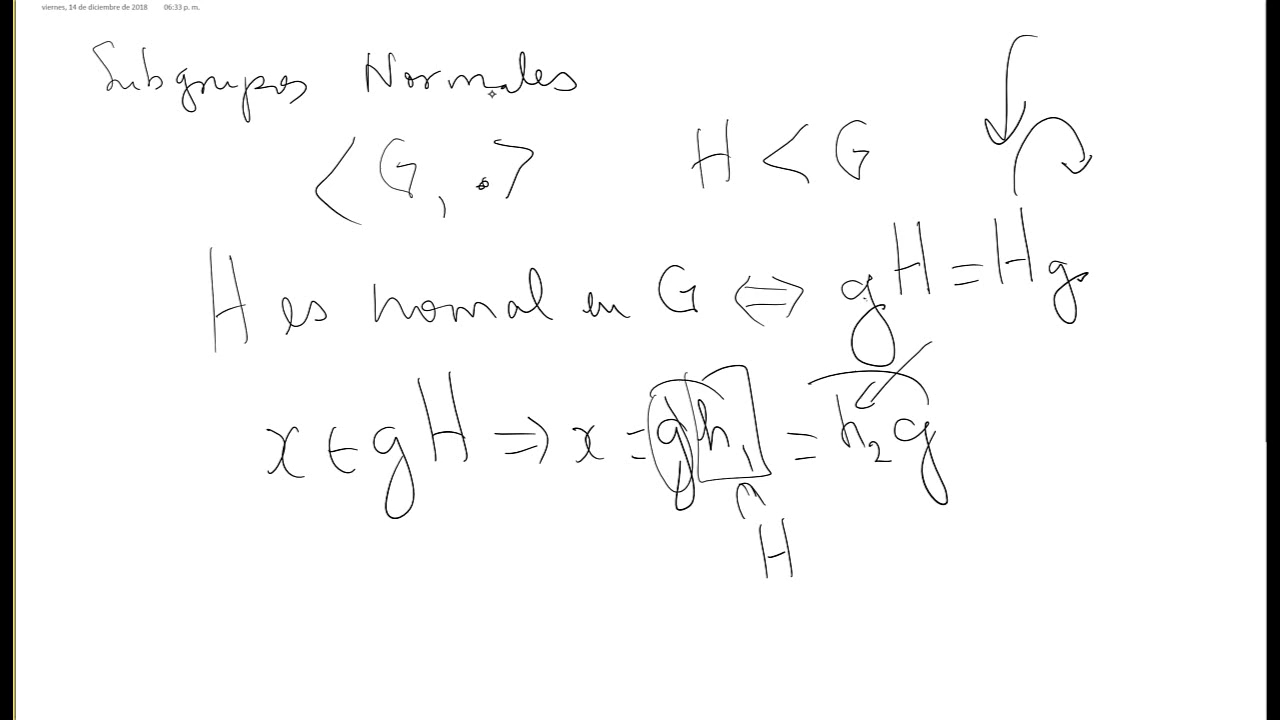 viernes, 14 de diciembre de 2018 06:33 p. m.
Subgrupos Normales
<G, •> H < G
H es normal en G ⇔ gH = Hg
x ∈ gH ⇒ x = gh₁ = h₂g
∩
H